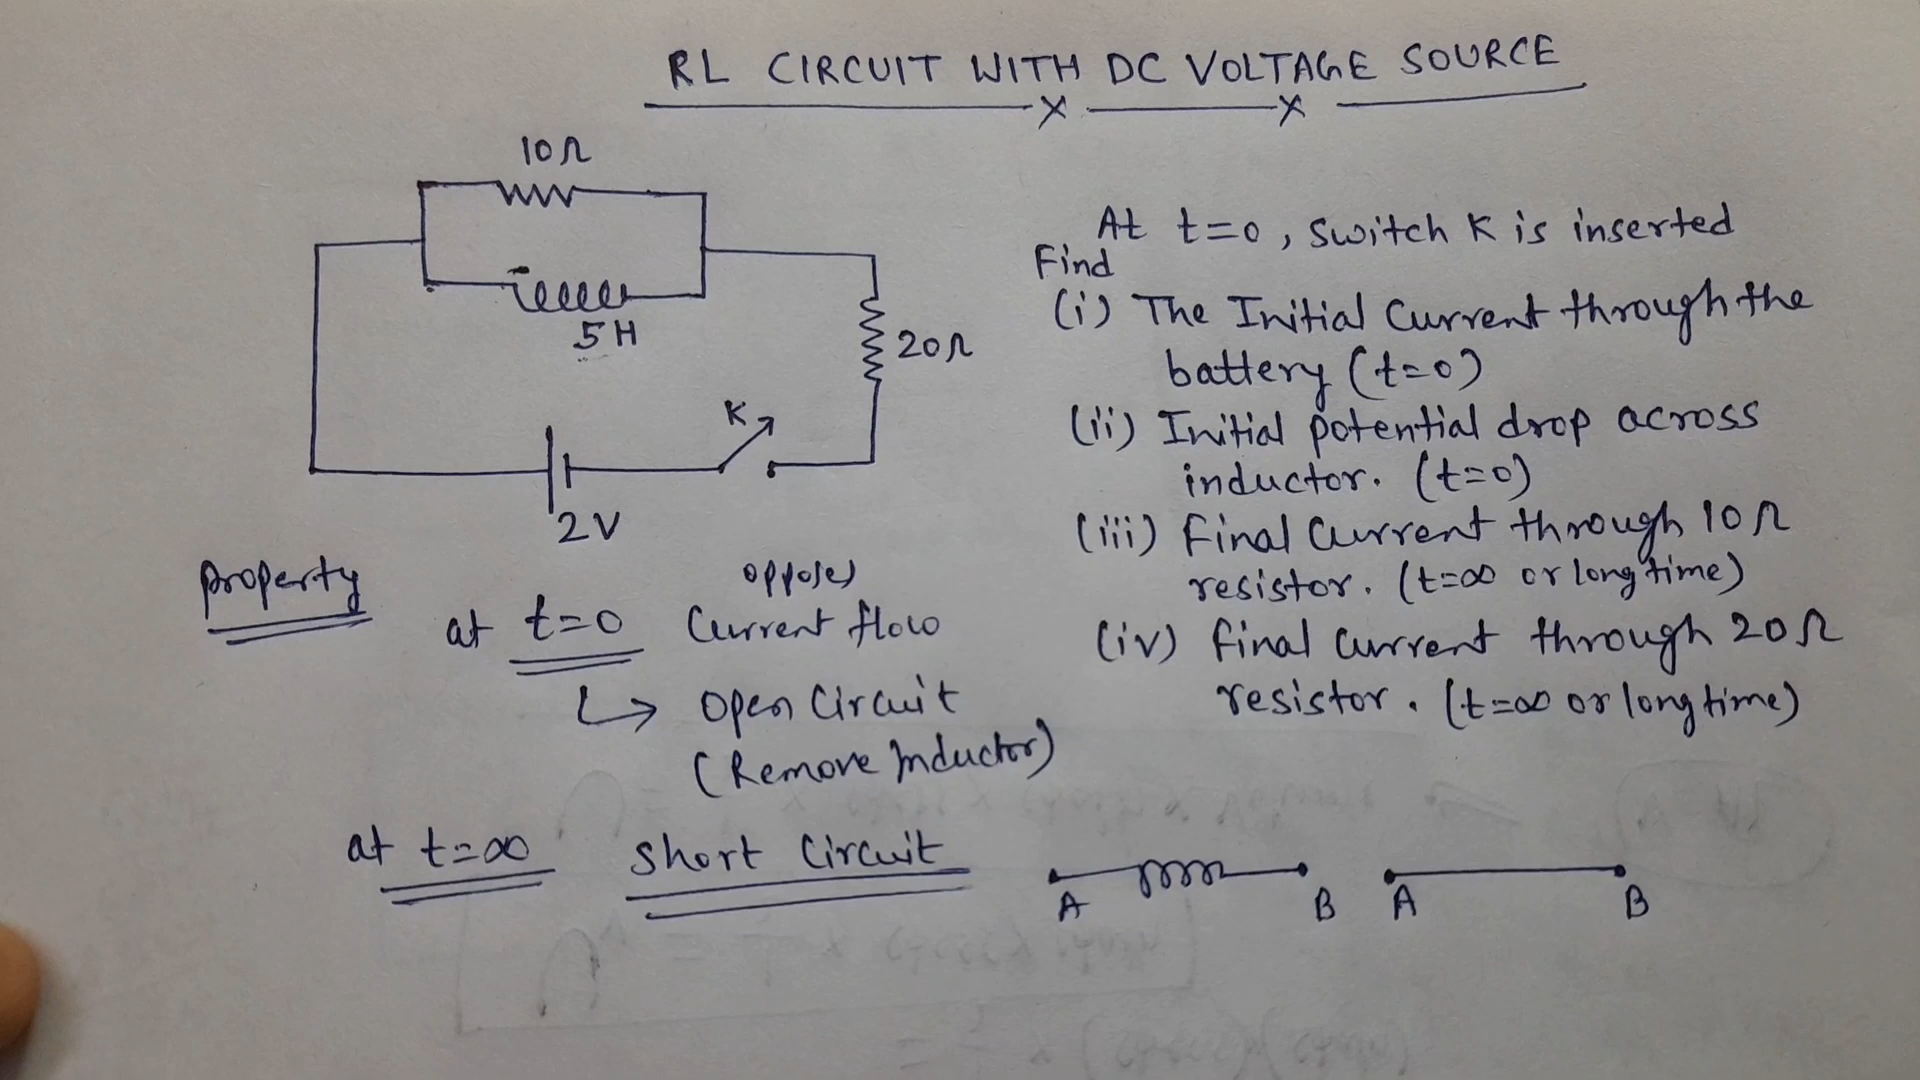 RL CIRCUIT WITH DC VOLTAGE SOURCE
10Ω
5H
20Ω
K
2V
At t=0, Switch K is inserted
Find
(i) The Initial Current through the
battery (t=0)
(ii) Initial potential drop across
inductor. (t=0)
(iii) Final Current through 10Ω
resistor. (t=∞ or long time)
(iv) Final current through 20Ω
resistor. (t=∞ or long time)
Property
at t=0 opposes
Current flow
Open Circuit
(Remove Inductor)
at t=∞ Short Circuit
A B A B